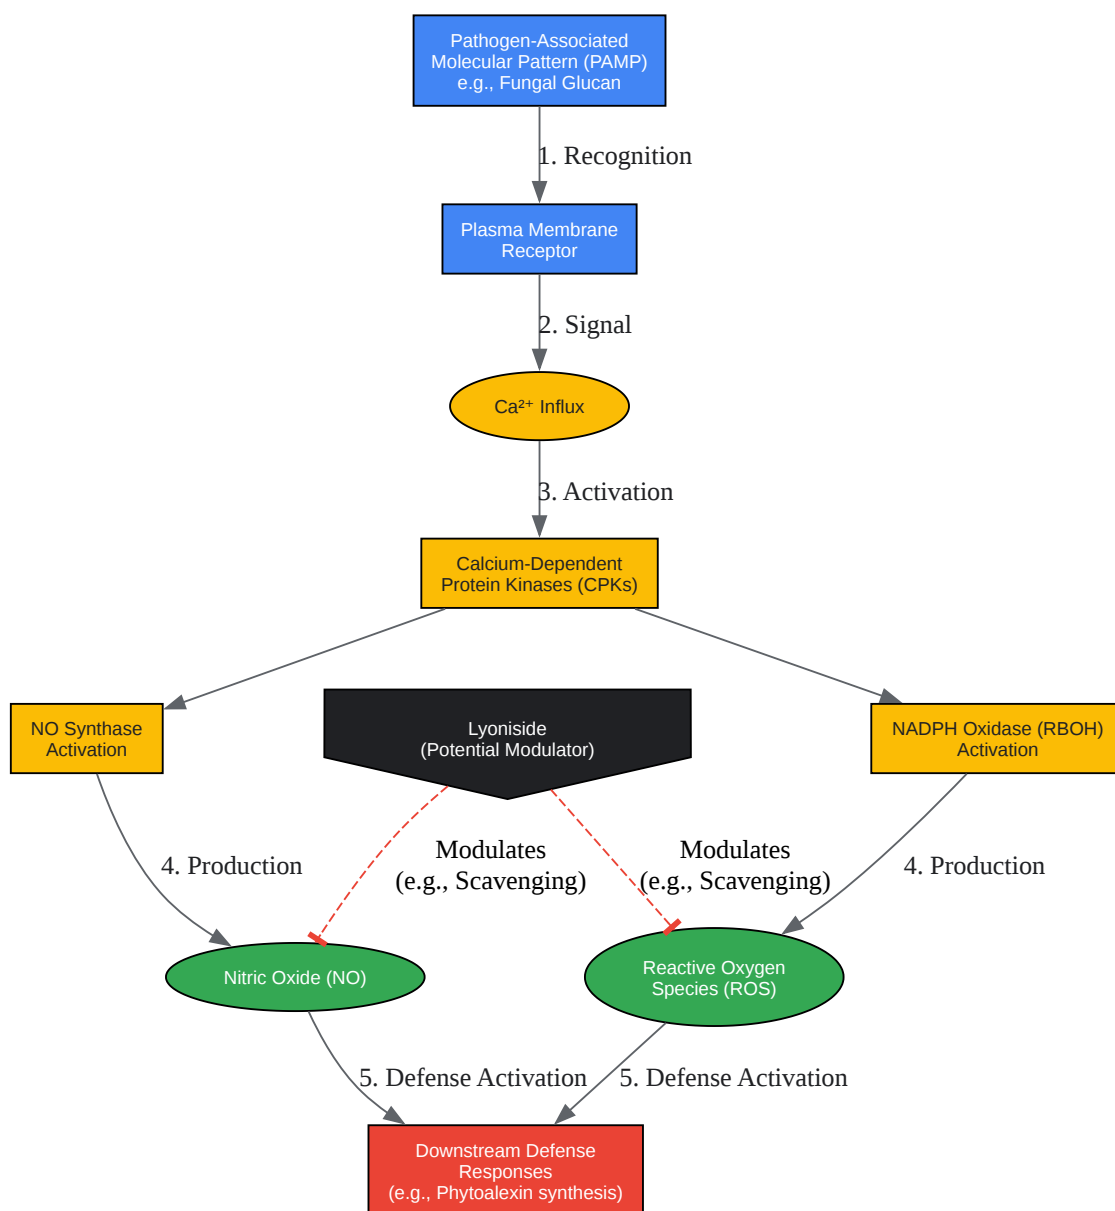 Pathogen-Associated
Molecular Pattern (PAMP)
e.g., Fungal Glucan
1. Recognition
Plasma Membrane
Receptor
2. Signal
Ca²⁺ Influx
3. Activation
Calcium-Dependent
Protein Kinases (CPKs)
NO Synthase
Activation
Lyoniside
(Potential Modulator)
NADPH Oxidase (RBOH)
Activation
4. Production
Modulates
(e.g., Scavenging)
Modulates
(e.g., Scavenging)
4. Production
Nitric Oxide (NO)
Reactive Oxygen
Species (ROS)
5. Defense Activation
5. Defense Activation
Downstream Defense
Responses
(e.g., Phytoalexin synthesis)